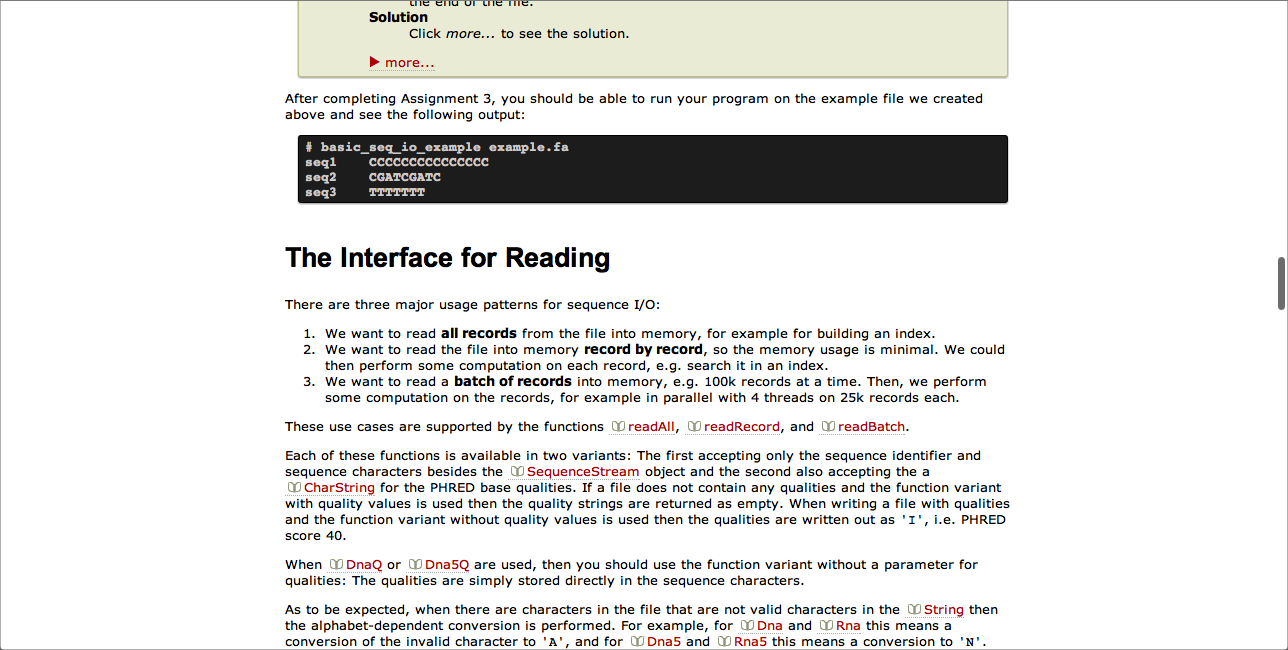 the end of the file.
Solution
Click more... to see the solution.
more...
After completing Assignment 3, you should be able to run your program on the example file we created
above and see the following output:
# basic_seq_io_example example.fa
seq1    CCCCCCCCCCCCCCC
seq2    CGATCGATC
seq3    TTTTTTT
The Interface for Reading
There are three major usage patterns for sequence I/O:
1. We want to read all records from the file into memory, for example for building an index.
2. We want to read the file into memory record by record, so the memory usage is minimal. We could
then perform some computation on each record, e.g. search it in an index.
3. We want to read a batch of records into memory, e.g. 100k records at a time. Then, we perform
some computation on the records, for example in parallel with 4 threads on 25k records each.
These use cases are supported by the functions readAll, readRecord, and readBatch.
Each of these functions is available in two variants: The first accepting only the sequence identifier and
sequence characters besides the SequenceStream object and the second also accepting the a
CharString for the PHRED base qualities. If a file does not contain any qualities and the function variant
with quality values is used then the quality strings are returned as empty. When writing a file with qualities
and the function variant without quality values is used then the qualities are written out as 'I', i.e. PHRED
score 40.
When DnaQ or Dna5Q are used, then you should use the function variant without a parameter for
qualities: The qualities are simply stored directly in the sequence characters.
As to be expected, when there are characters in the file that are not valid characters in the String then
the alphabet-dependent conversion is performed. For example, for Dna and Rna this means a
conversion of the invalid character to 'A', and for Dna5 and Rna5 this means a conversion to 'N'.